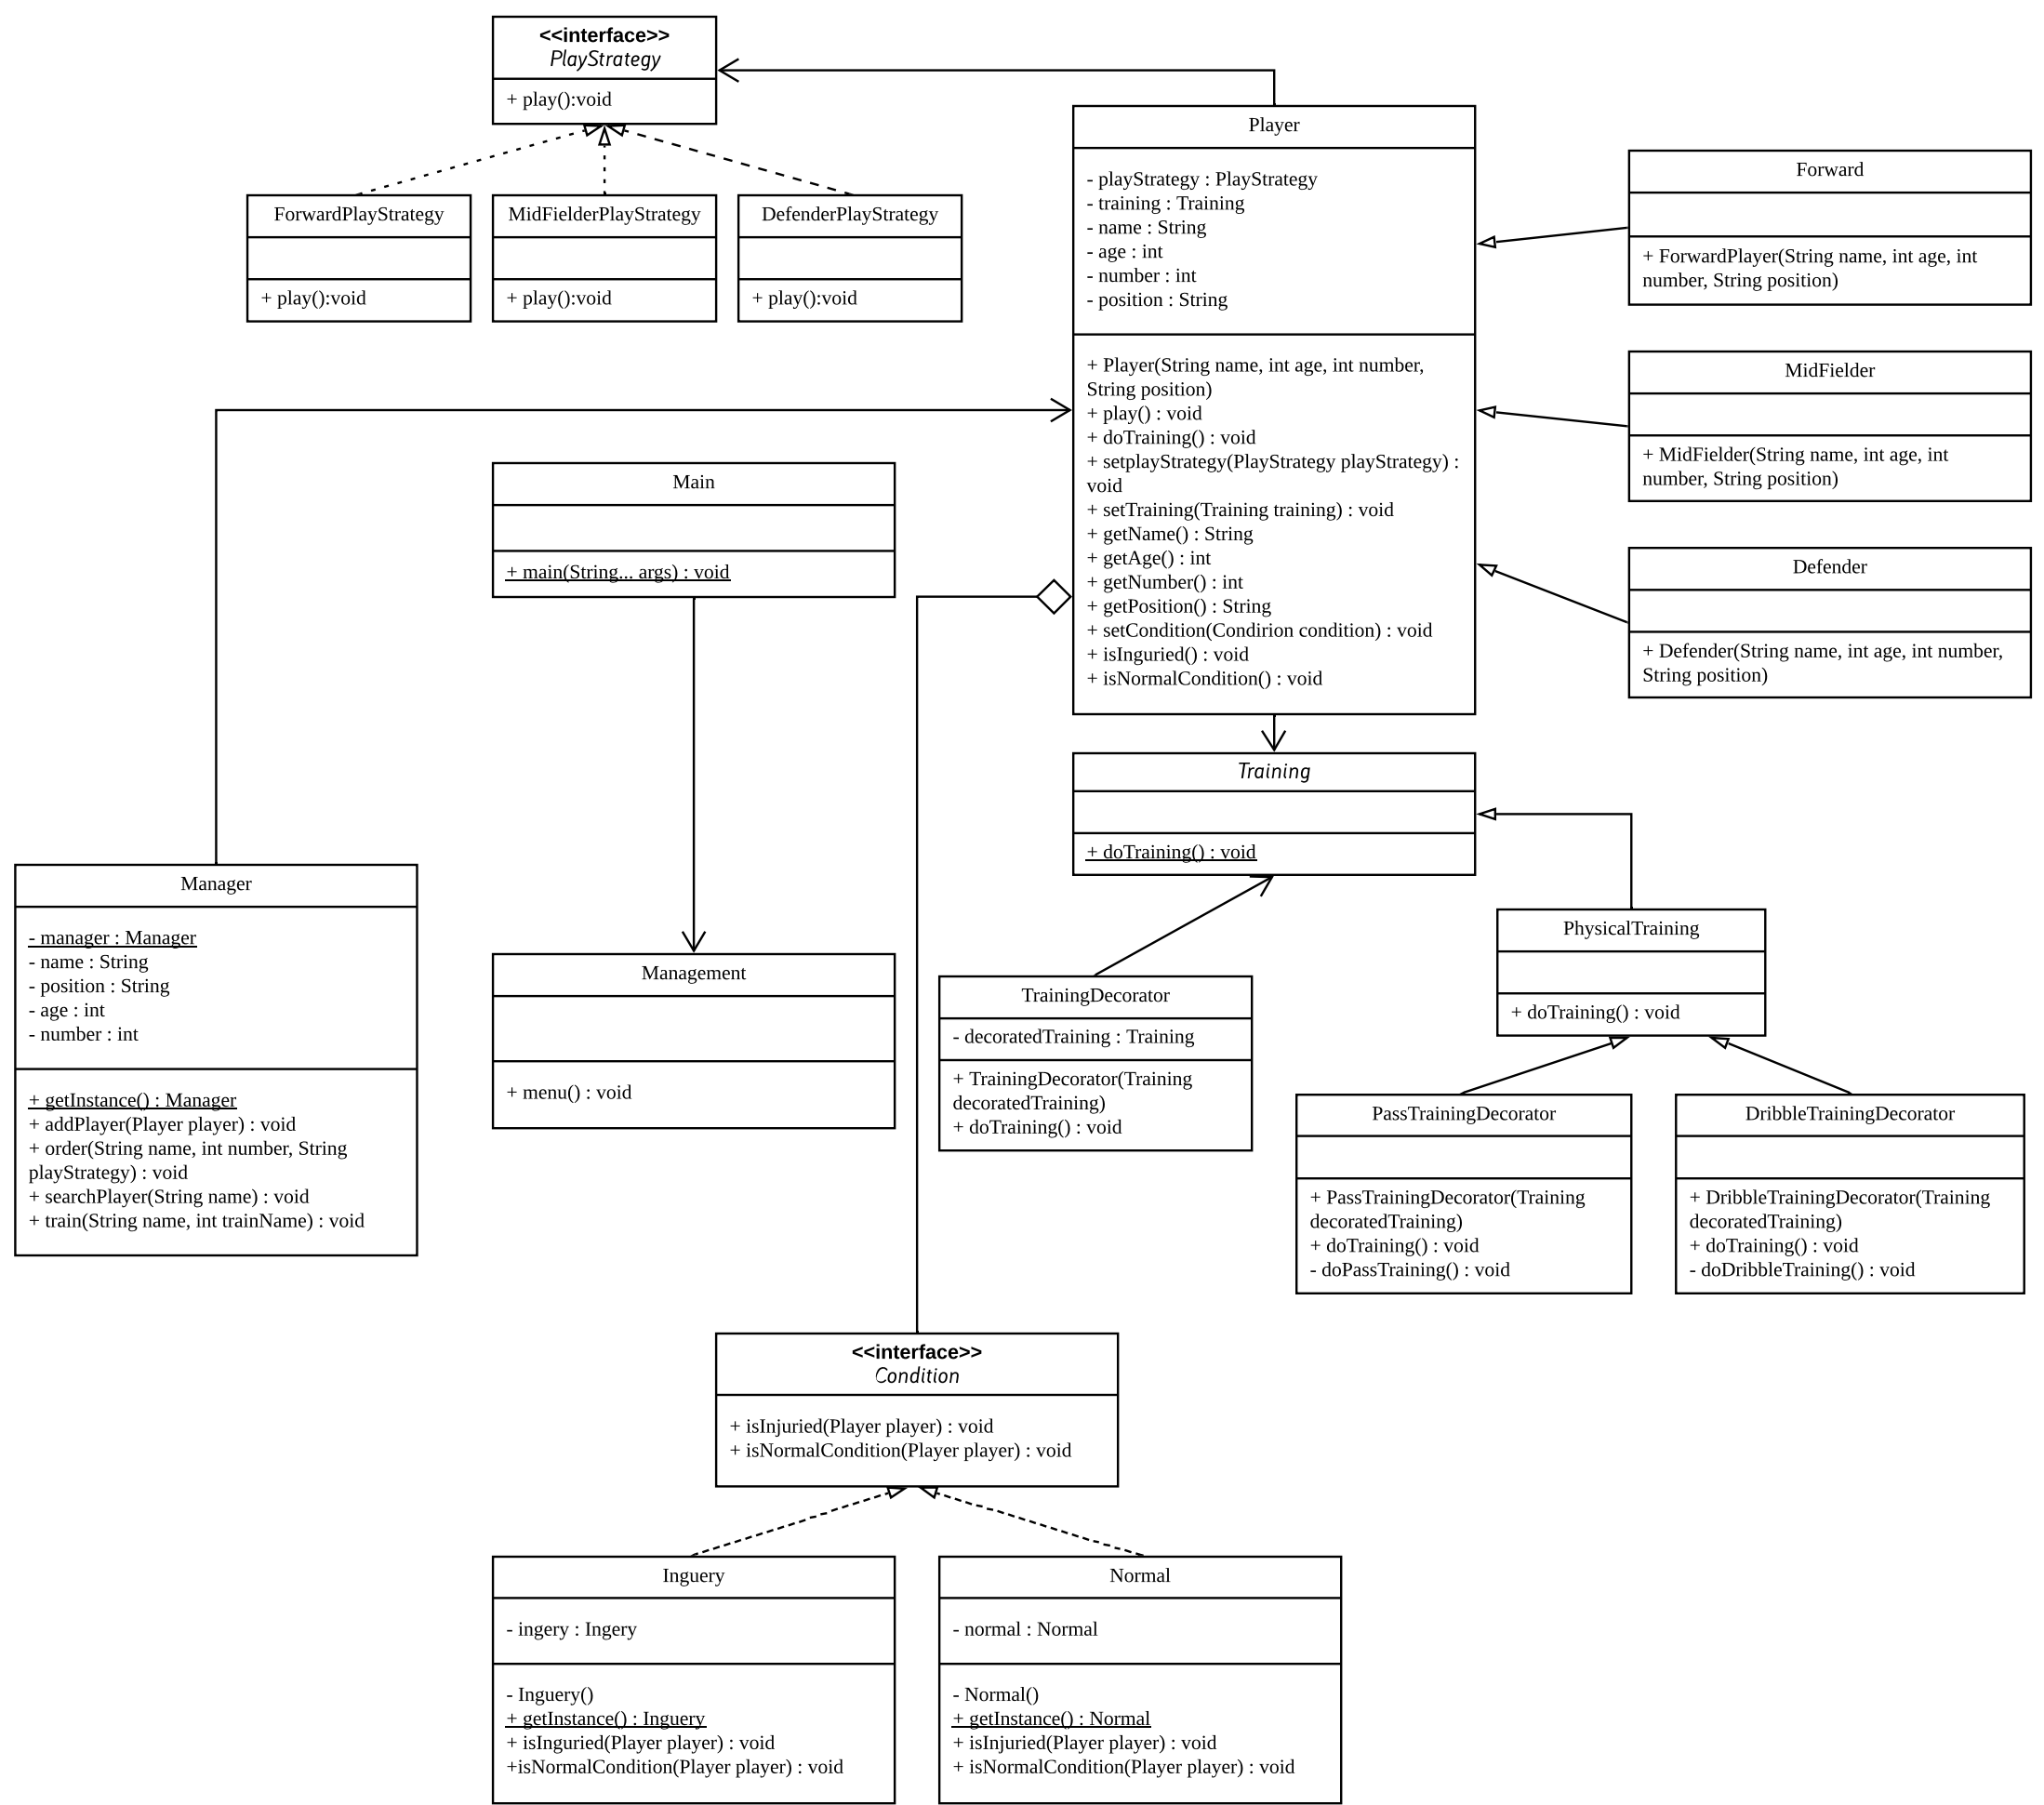 <<interface>>
PlayStrategy
+ play():void
ForwardPlayStrategy
+ play():void
MidFielderPlayStrategy
+ play():void
DefenderPlayStrategy
+ play():void
Player
- playStrategy : PlayStrategy
- training : Training
- name : String
- age : int
- number : int
- position : String
+ Player(String name, int age, int number,
String position)
+ play() : void
+ doTraining() : void
+ setplayStrategy(PlayStrategy playStrategy) :
void
+ setTraining(Training training) : void
+ getName() : String
+ getAge() : int
+ getNumber() : int
+ getPosition() : String
+ setCondition(Condirion condition) : void
+ isInguried() : void
+ isNormalCondition() : void
Forward
+ ForwardPlayer(String name, int age, int
number, String position)
MidFielder
+ MidFielder(String name, int age, int
number, String position)
Defender
+ Defender(String name, int age, int number,
String position)
Main
+ main(String... args) : void
Training
+ doTraining() : void
Manager
- manager : Manager
- name : String
- position : String
- age : int
- number : int
+ getInstance() : Manager
+ addPlayer(Player player) : void
+ order(String name, int number, String
playStrategy) : void
+ searchPlayer(String name) : void
+ train(String name, int trainName) : void
Management
+ menu() : void
TrainingDecorator
- decoratedTraining : Training
+ TrainingDecorator(Training
decoratedTraining)
+ doTraining() : void
PhysicalTraining
+ doTraining() : void
PassTrainingDecorator
+ PassTrainingDecorator(Training
decoratedTraining)
+ doTraining() : void
- doPassTraining() : void
DribbleTrainingDecorator
+ DribbleTrainingDecorator(Training
decoratedTraining)
+ doTraining() : void
- doDribbleTraining() : void
<<interface>>
Condition
+ isInjuried(Player player) : void
+ isNormalCondition(Player player) : void
Inguery
- ingery : Ingery
- Inguery()
+ getInstance() : Inguery
+ isInguried(Player player) : void
+isNormalCondition(Player player) : void
Normal
- normal : Normal
- Normal()
+ getInstance() : Normal
+ isInjuried(Player player) : void
+ isNormalCondition(Player player) : void